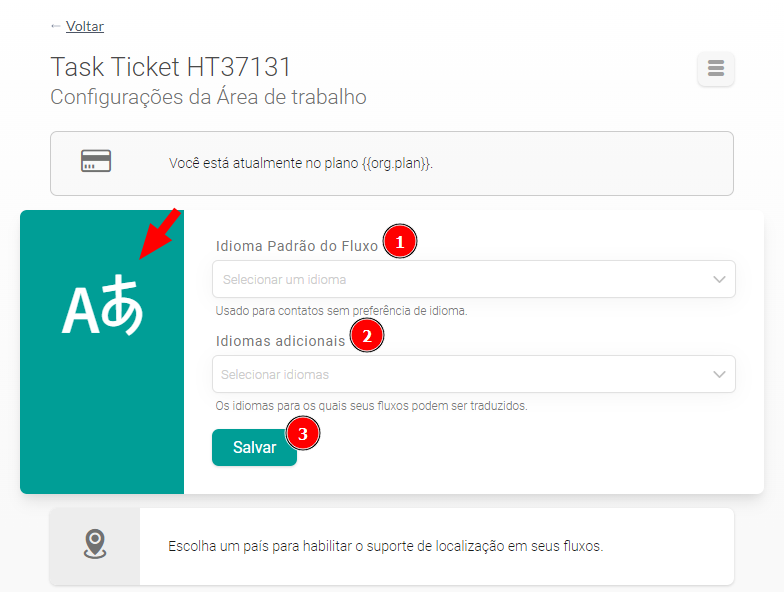 ← Voltar
Task Ticket HT37131
Configurações da Área de trabalho
Você está atualmente no plano {{org.plan}}.
Aあ
Idioma Padrão do Fluxo 1
Selecionar um idioma
Usado para contatos sem preferência de idioma.
Idiomas adicionais 2
Selecionar idiomas
Os idiomas para os quais seus fluxos podem ser traduzidos.
Salvar 3
Escolha um país para habilitar o suporte de localização em seus fluxos.